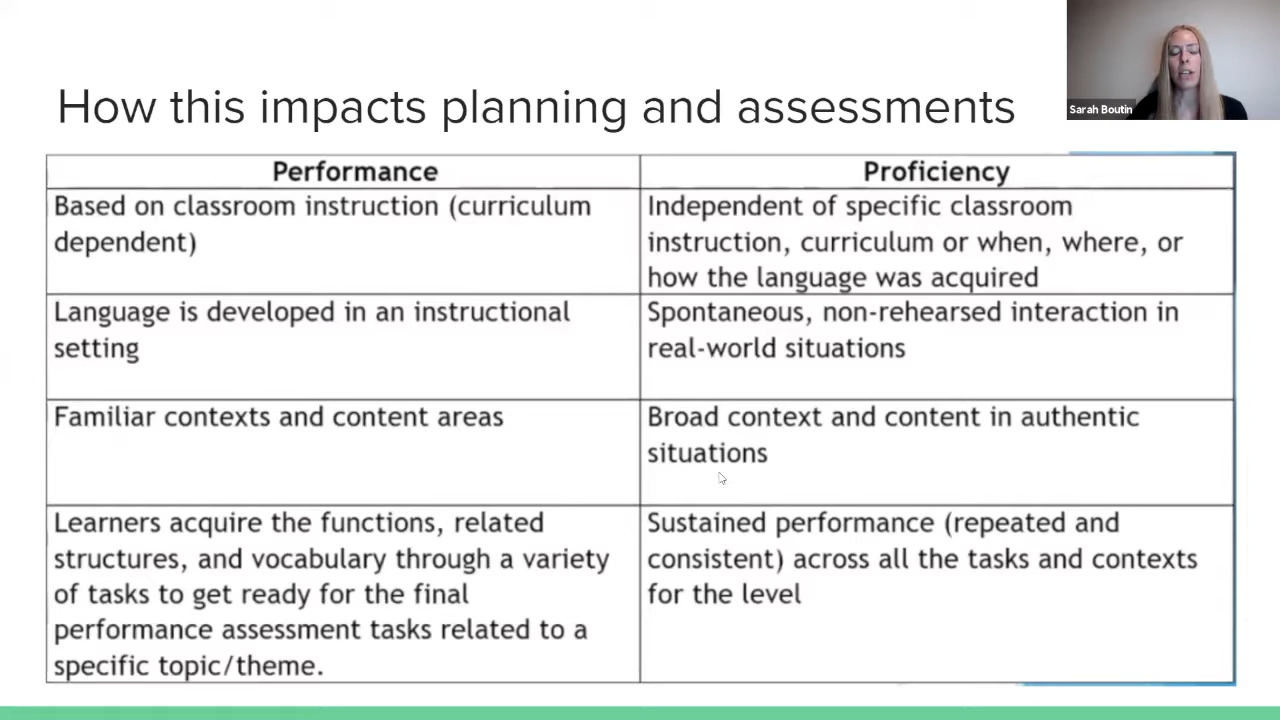 How this impacts planning and assessments
Sarah Boutin
Performance
Proficiency
Based on classroom instruction (curriculum
dependent)
Independent of specific classroom
instruction, curriculum or when, where, or
how the language was acquired
Language is developed in an instructional
setting
Spontaneous, non-rehearsed interaction in
real-world situations
Familiar contexts and content areas
Broad context and content in authentic
situations
Learners acquire the functions, related
structures, and vocabulary through a variety
of tasks to get ready for the final
performance assessment tasks related to a
specific topic/theme.
Sustained performance (repeated and
consistent) across all the tasks and contexts
for the level